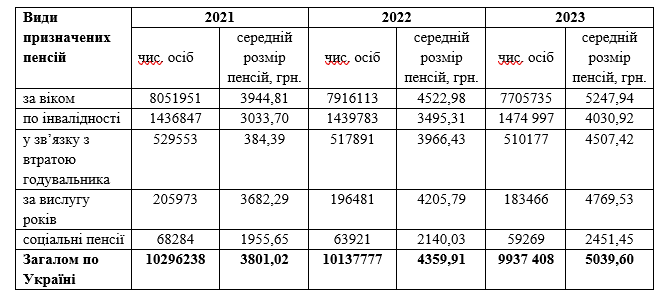 Види призначених пенсій 2021 2022 2023
чис. осіб середній розмір пенсій, грн. чис. осіб середній розмір пенсій, грн. чис. осіб середній розмір пенсій, грн.
за віком 8051951 3944,81 7916113 4522,98 7705735 5247,94
по інвалідності 1436847 3033,70 1439783 3495,31 1474 997 4030,92
у зв’язку з 529553 384,39 517891 3966,43 510177 4507,42
втратою
годувальника
за вислугу 205973 3682,29 196481 4205,79 183466 4769,53
років
соціальні пенсії 68284 1955,65 63921 2140,03 59269 2451,45
Загалом по 10296238 3801,02 10137777 4359,91 9937 408 5039,60
Україні